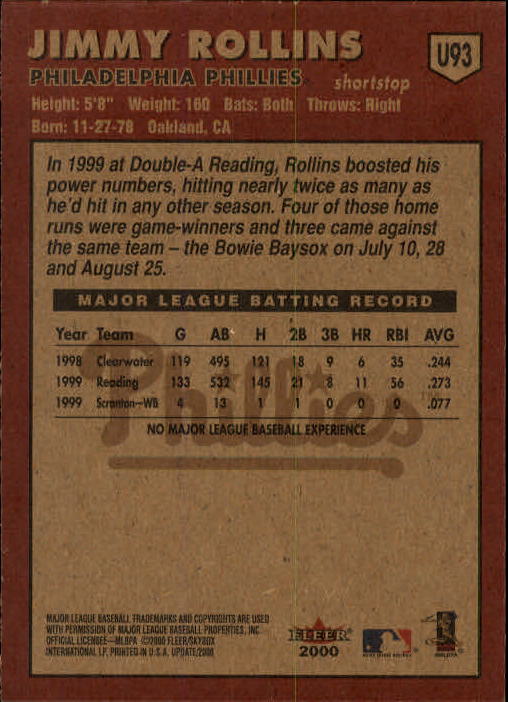 JIMMY ROLLINS
U93
PHILADELPHIA PHILLIES shortstop
Height: 5'8" Weight: 160 Bats: Both Throws: Right
Born: 11-27-78 Oakland, CA
In 1999 at Double-A Reading, Rollins boosted his
power numbers, hitting nearly twice as many as
he'd hit in any other season. Four of those home
runs were game-winners and three came against
the same team – the Bowie Baysox on July 10, 28
and August 25.
MAJOR LEAGUE BATTING RECORD
Year Team G AB H 2B 3B HR RBI AVG
1998 Clearwater 119 495 121 18 9 6 35 .244
1999 Reading 133 532 145 21 8 11 56 .273
1999 Scranton–WB 4 13 1 1 0 0 0 .077
Phillies
NO MAJOR LEAGUE BASEBALL EXPERIENCE
MAJOR LEAGUE BASEBALL TRADEMARKS AND COPYRIGHTS ARE USED
WITH PERMISSION OF MAJOR LEAGUE BASEBALL PROPERTIES, INC.
OFFICIAL LICENSEE—MLBPA ©2000 FLEER/SKYBOX
INTERNATIONAL LP. PRINTED IN U.S.A. UPDATE/2000
FLEER
2000